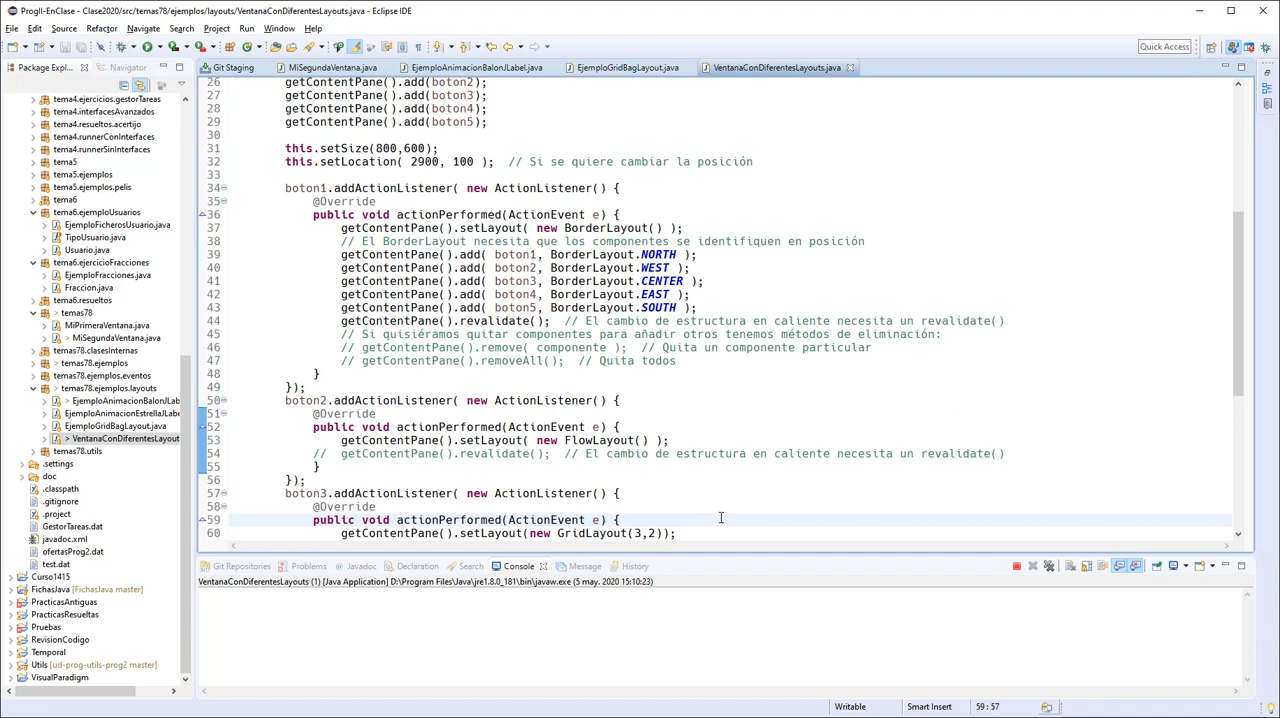 ProgII-EnClase - Clase2020/src/temas78/ejemplos/layouts/VentanaConDiferentesLayouts.java - Eclipse IDE
File Edit Source Refactor Navigate Search Project Run Window Help
Quick Access
Package Expl... Navigator
Git Staging MiSegundaVentana.java EjemploAnimacionBalonJLabel.java EjemploGridBagLayout.java VentanaConDiferentesLayouts.java
tema4.ejercicios.gestorTareas
tema4.interfacesAvanzados
tema4.resueltos.acertijo
tema4.runnerConInterfaces
tema4.runnerSinInterfaces
tema5
tema5.ejemplos
tema5.ejemplos.pelis
tema6
tema6.ejemploUsuarios
EjemploFicherosUsuario.java
TipoUsuario.java
Usuario.java
tema6.ejercicioFracciones
EjemploFracciones.java
Fraccion.java
tema6.resueltos
> temas78
MiPrimeraVentana.java
> MiSegundaVentana.java
temas78.clasesInternas
> temas78.ejemplos
temas78.ejemplos.eventos
> temas78.ejemplos.layouts
> EjemploAnimacionBalonJLab
EjemploAnimacionEstrellaJLabe
EjemploGridBagLayout.java
> VentanaConDiferentesLayout
temas78.utils
.settings
doc
.classpath
.gitignore
GestorTareas.dat
javadoc.xml
ofertasProg2.dat
test.dat
Curso1415
FichasJava [FichasJava master]
PracticasAntiguas
PracticasResueltas
Pruebas
RevisionCodigo
Temporal
Utils [ud-prog-utils-prog2 master]
VisualParadigm
26 getContentPane().add(boton2);
27 getContentPane().add(boton3);
28 getContentPane().add(boton4);
29 getContentPane().add(boton5);
30
31 this.setSize(800,600);
32 this.setLocation( 2900, 100 );  // Si se quiere cambiar la posición
33
34 boton1.addActionListener( new ActionListener() {
35 @Override
36 public void actionPerformed(ActionEvent e) {
37 getContentPane().setLayout( new BorderLayout() );
38 // El BorderLayout necesita que los componentes se identifiquen en posición
39 getContentPane().add( boton1, BorderLayout.NORTH );
40 getContentPane().add( boton2, BorderLayout.WEST );
41 getContentPane().add( boton3, BorderLayout.CENTER );
42 getContentPane().add( boton4, BorderLayout.EAST );
43 getContentPane().add( boton5, BorderLayout.SOUTH );
44 getContentPane().revalidate();  // El cambio de estructura en caliente necesita un revalidate()
45 // Si quisiéramos quitar componentes para añadir otros tenemos métodos de eliminación:
46 // getContentPane().remove( componente );  // Quita un componente particular
47 // getContentPane().removeAll();  // Quita todos
48 }
49 });
50 boton2.addActionListener( new ActionListener() {
51 @Override
52 public void actionPerformed(ActionEvent e) {
53 getContentPane().setLayout( new FlowLayout() );
54 //  getContentPane().revalidate();  // El cambio de estructura en caliente necesita un revalidate()
55 }
56 });
57 boton3.addActionListener( new ActionListener() {
58 @Override
59 public void actionPerformed(ActionEvent e) {
60 getContentPane().setLayout(new GridLayout(3,2));
Git Repositories Problems Javadoc Declaration Search Console Message History
VentanaConDiferentesLayouts (1) [Java Application] D:\Program Files\Java\jre1.8.0_181\bin\javaw.exe (5 may. 2020 15:10:23)
Writable Smart Insert 59 : 57